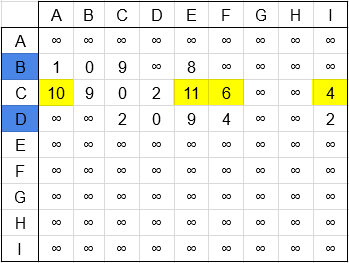 A B C D E F G H I
A ∞ ∞ ∞ ∞ ∞ ∞ ∞ ∞ ∞
B 1 0 9 ∞ 8 ∞ ∞ ∞ ∞
C 10 9 0 2 11 6 ∞ ∞ 4
D ∞ ∞ 2 0 9 4 ∞ ∞ 2
E ∞ ∞ ∞ ∞ ∞ ∞ ∞ ∞ ∞
F ∞ ∞ ∞ ∞ ∞ ∞ ∞ ∞ ∞
G ∞ ∞ ∞ ∞ ∞ ∞ ∞ ∞ ∞
H ∞ ∞ ∞ ∞ ∞ ∞ ∞ ∞ ∞
I ∞ ∞ ∞ ∞ ∞ ∞ ∞ ∞ ∞